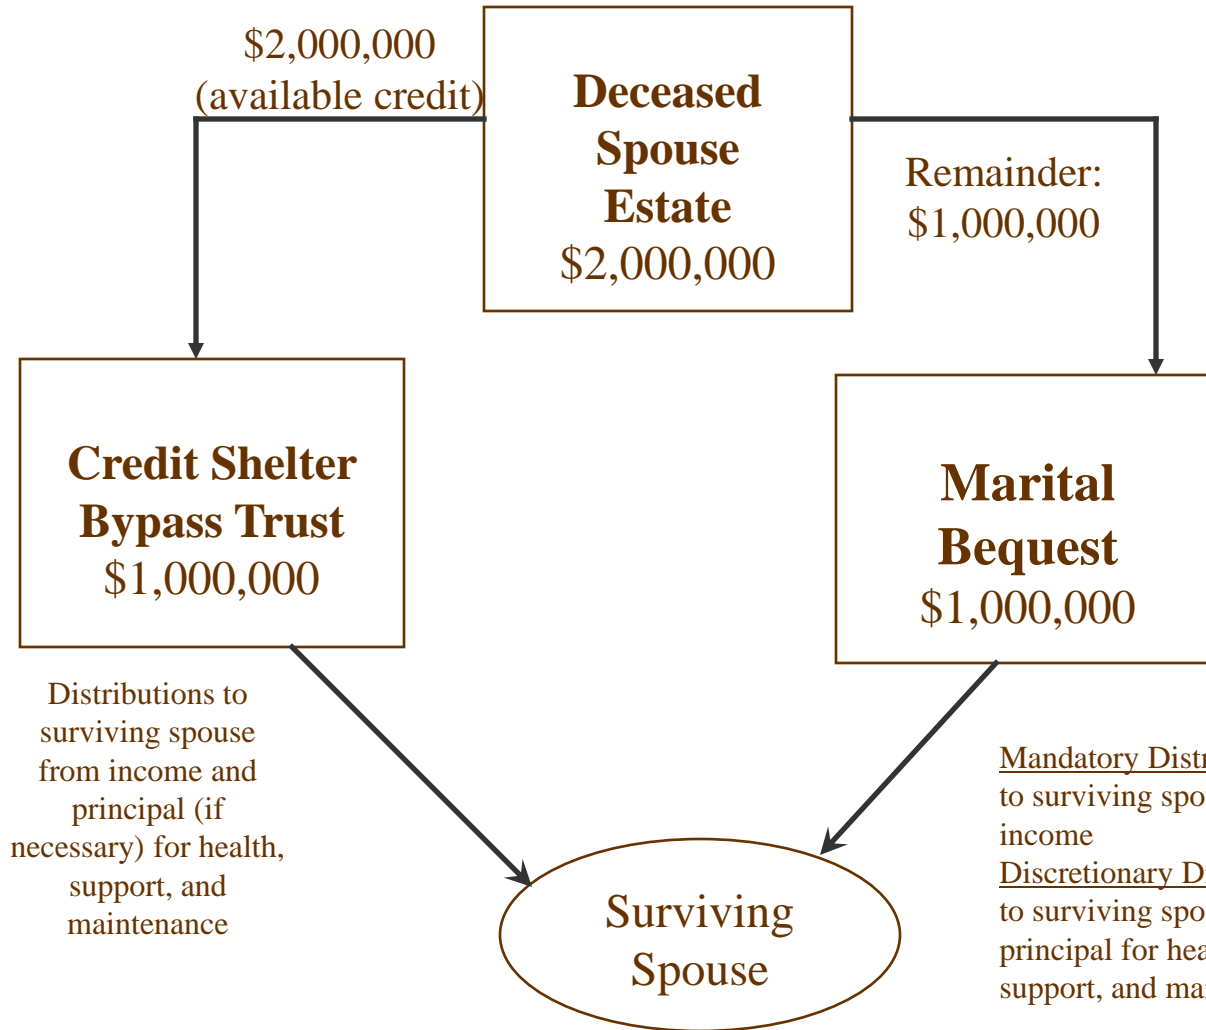 $2,000,000
(available credit)
Deceased
Spouse
Estate
$2,000,000
Remainder:
$1,000,000
Credit Shelter
Bypass Trust
$1,000,000
Marital
Bequest
$1,000,000
Distributions to
surviving spouse
from income and
principal (if
necessary) for health,
support, and
maintenance
Mandatory
to surviving
income
Discretionary
to surviving
principal for
support, and
Surviving
Spouse